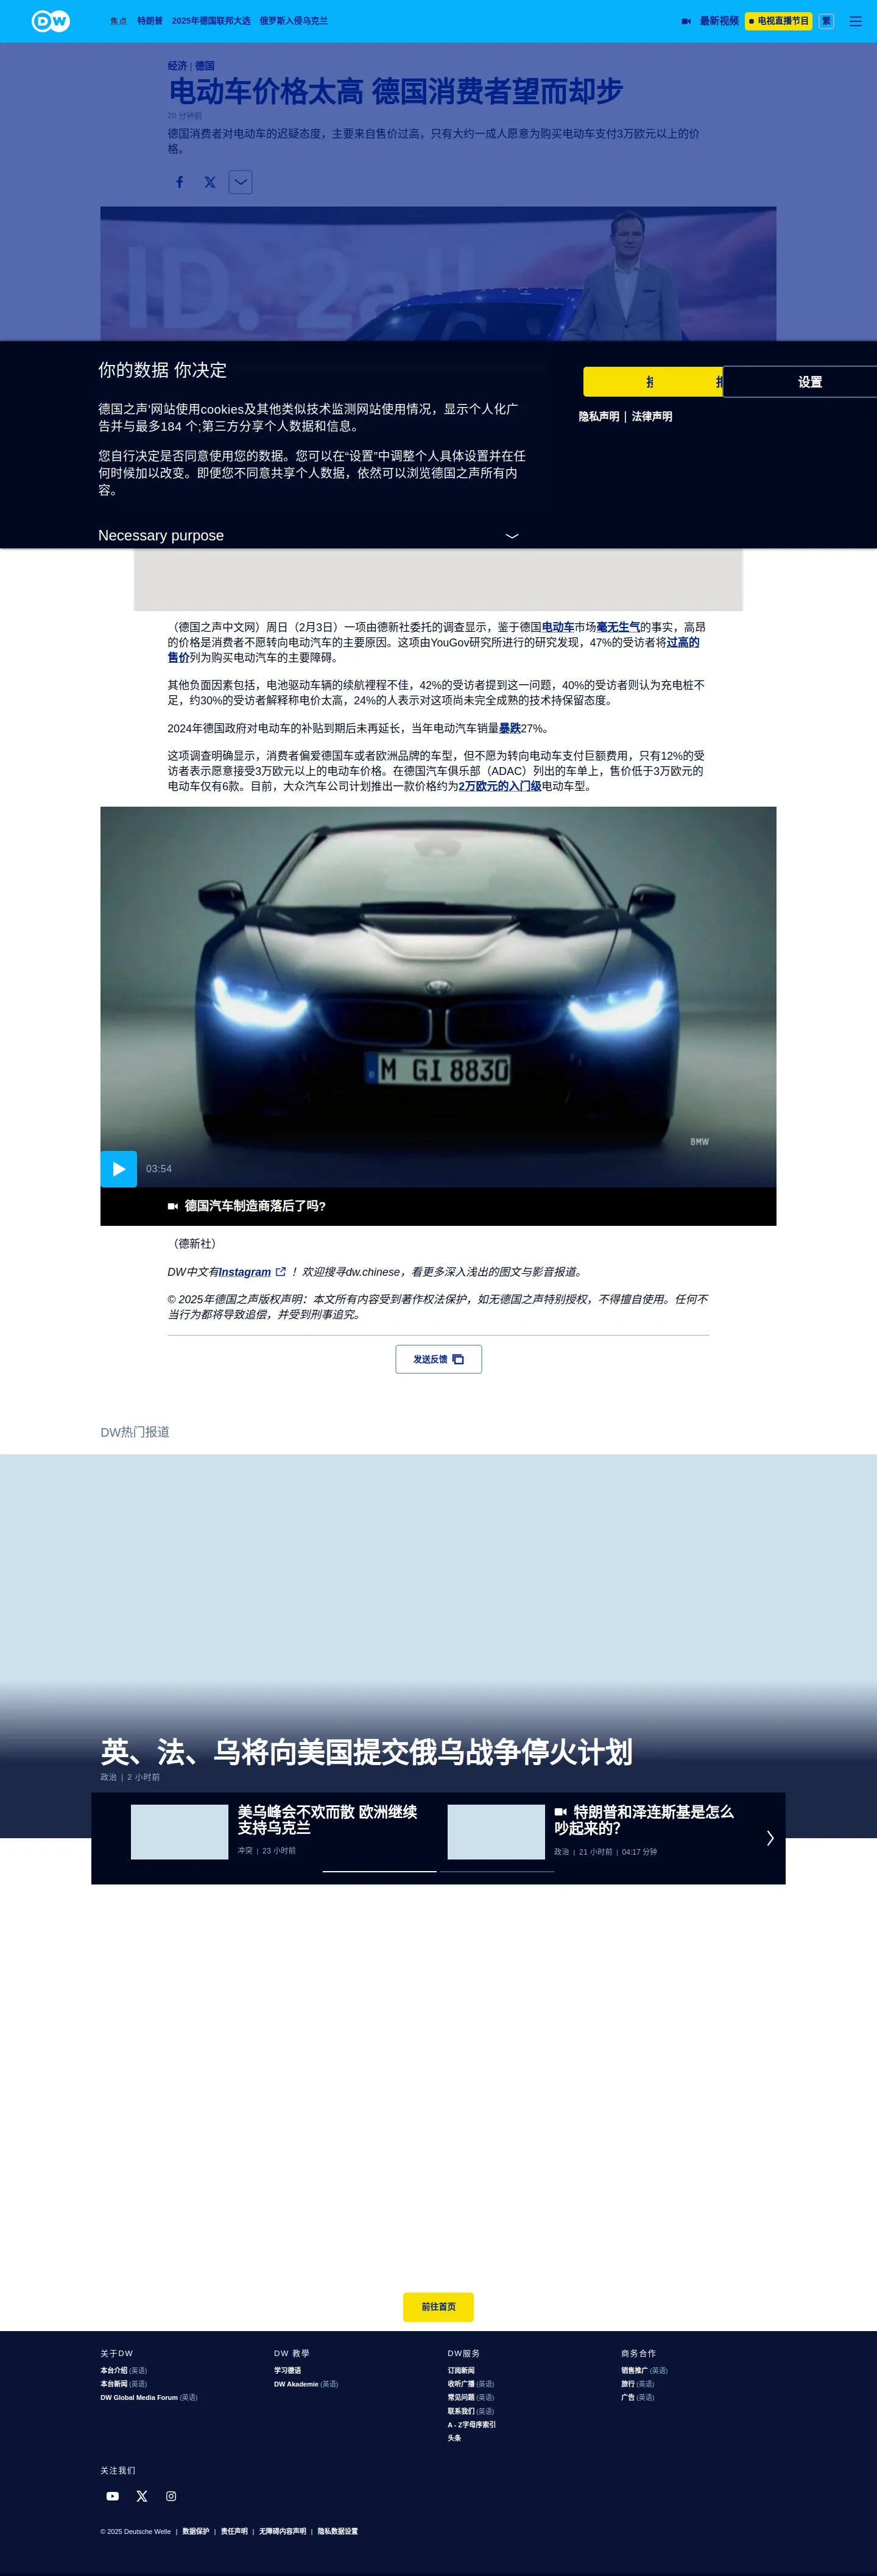 DW
焦点 特朗普 2025年德国联邦大选 俄罗斯入侵乌克兰
最新视频 电视直播节目 繁
经济 | 德国
电动车价格太高 德国消费者望而却步
20 分钟前
德国消费者对电动车的迟疑态度，主要来自售价过高，只有大约一成人愿意为购买电动车支付3万欧元以上的价
格。
ID. 2all
你的数据 你决定
德国之声'网站使用cookies及其他类似技术监测网站使用情况，显示个人化广
告并与最多184 个;第三方分享个人数据和信息。
您自行决定是否同意使用您的数据。您可以在“设置”中调整个人具体设置并在任
何时候加以改变。即便您不同意共享个人数据，依然可以浏览德国之声所有内
容。
Necessary purpose
设置
隐私声明 | 法律声明
（德国之声中文网）周日（2月3日）一项由德新社委托的调查显示，鉴于德国电动车市场毫无生气的事实，高昂
的价格是消费者不愿转向电动汽车的主要原因。这项由YouGov研究所进行的研究发现，47%的受访者将过高的
售价列为购买电动汽车的主要障碍。
其他负面因素包括，电池驱动车辆的续航裡程不佳，42%的受访者提到这一问题，40%的受访者则认为充电桩不
足，约30%的受访者解释称电价太高，24%的人表示对这项尚未完全成熟的技术持保留态度。
2024年德国政府对电动车的补贴到期后未再延长，当年电动汽车销量暴跌27%。
这项调查明确显示，消费者偏爱德国车或者欧洲品牌的车型，但不愿为转向电动车支付巨额费用，只有12%的受
访者表示愿意接受3万欧元以上的电动车价格。在德国汽车俱乐部（ADAC）列出的车单上，售价低于3万欧元的
电动车仅有6款。目前，大众汽车公司计划推出一款价格约为2万欧元的入门级电动车型。
M GI 8830
BMW
03:54
德国汽车制造商落后了吗?
（德新社）
DW中文有Instagram ！欢迎搜寻dw.chinese，看更多深入浅出的图文与影音报道。
© 2025年德国之声版权声明：本文所有内容受到著作权法保护，如无德国之声特别授权，不得擅自使用。任何不
当行为都将导致追偿，并受到刑事追究。
发送反馈
DW热门报道
英、法、乌将向美国提交俄乌战争停火计划
政治 | 2 小时前
美乌峰会不欢而散 欧洲继续
支持乌克兰
冲突 | 23 小时前
特朗普和泽连斯基是怎么
吵起来的?
政治 | 21 小时前 | 04:17 分钟
前往首页
关于DW
本台介绍 (英语)
本台新闻 (英语)
DW Global Media Forum (英语)
DW 教學
学习德语
DW Akademie (英语)
DW服务
订阅新闻
收听广播 (英语)
常见问题 (英语)
联系我们 (英语)
A - Z字母序索引
头条
商务合作
销售推广 (英语)
旅行 (英语)
广告 (英语)
关注我们
© 2025 Deutsche Welle | 数据保护 | 责任声明 | 无障碍内容声明 | 隐私数据设置